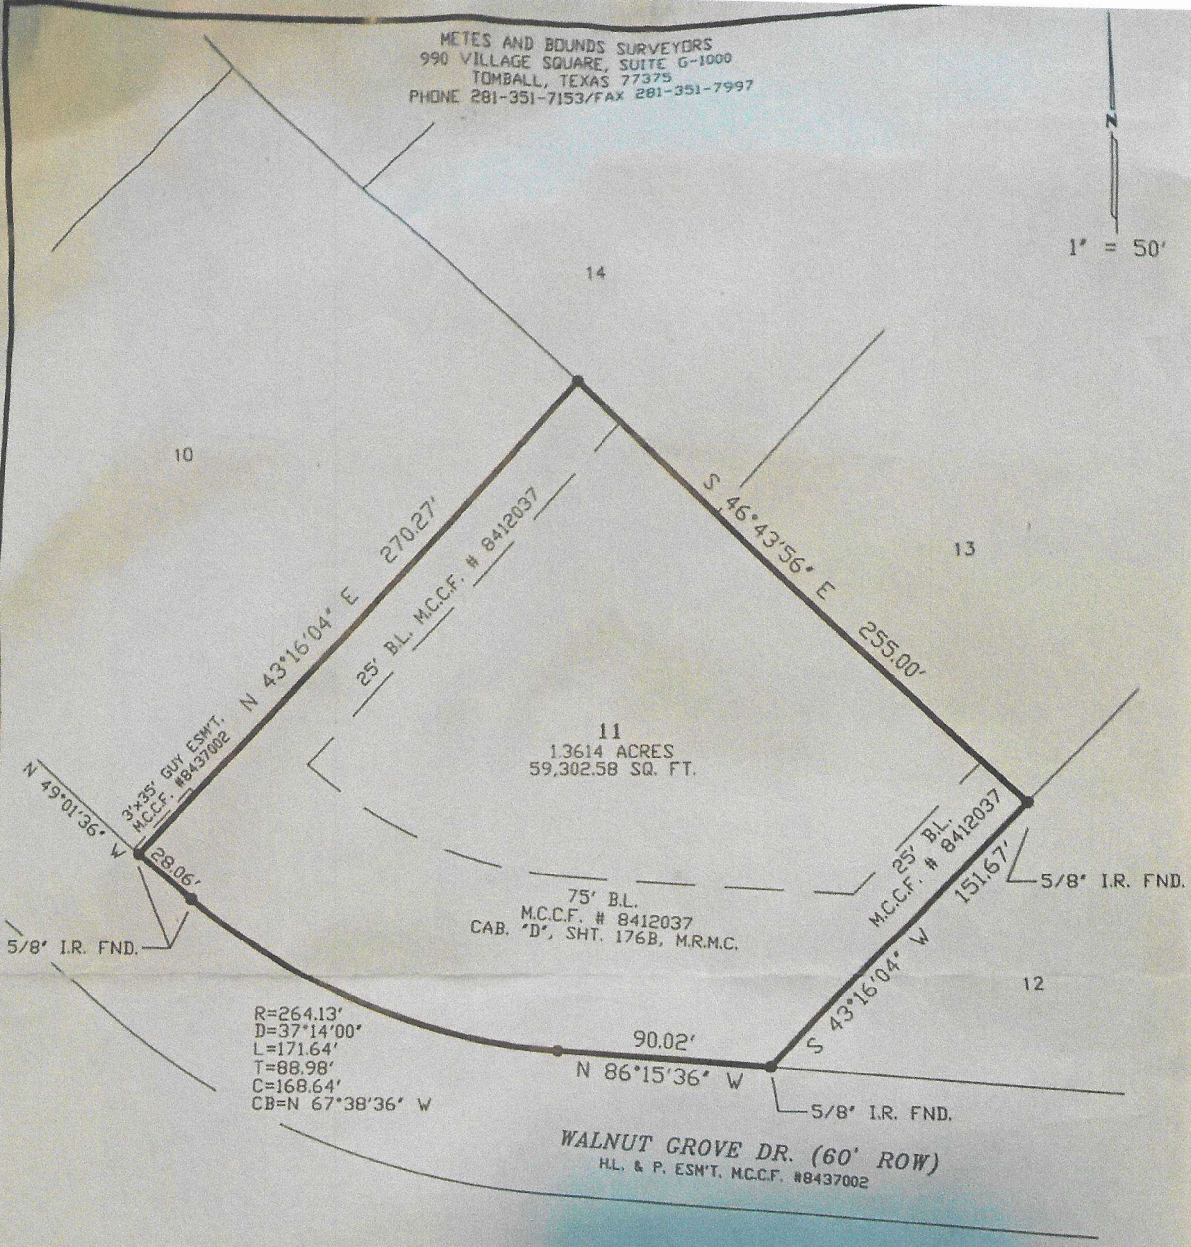 METES AND BOUNDS SURVEYORS
990 VILLAGE SQUARE, SUITE G-1000
TOMBALL, TEXAS 77375
PHONE 281-351-7153/FAX 281-351-7997
N
1" = 50'
14
10
13
S 46°43'56" E
255.00'
N 43°16'04" E
270.27'
25' B.L. M.C.C.F. # 8412037
11
1.3614 ACRES
59,302.58 SQ. FT.
3'x35' GUY ESM'T.
M.C.C.F. #8437002
N 49°01'36" W
28.06'
5/8" I.R. FND.
75' B.L.
M.C.C.F. # 8412037
CAB. "D", SHT. 176B, M.R.M.C.
25' B.L.
M.C.C.F. # 8412037
151.67'
S 43°16'04" W
5/8" I.R. FND.
12
R=264.13'
D=37°14'00"
L=171.64'
T=88.98'
C=168.64'
CB=N 67°38'36" W
90.02'
N 86°15'36" W
5/8" I.R. FND.
WALNUT GROVE DR. (60' ROW)
H.L. & P. ESM'T. M.C.C.F. #8437002